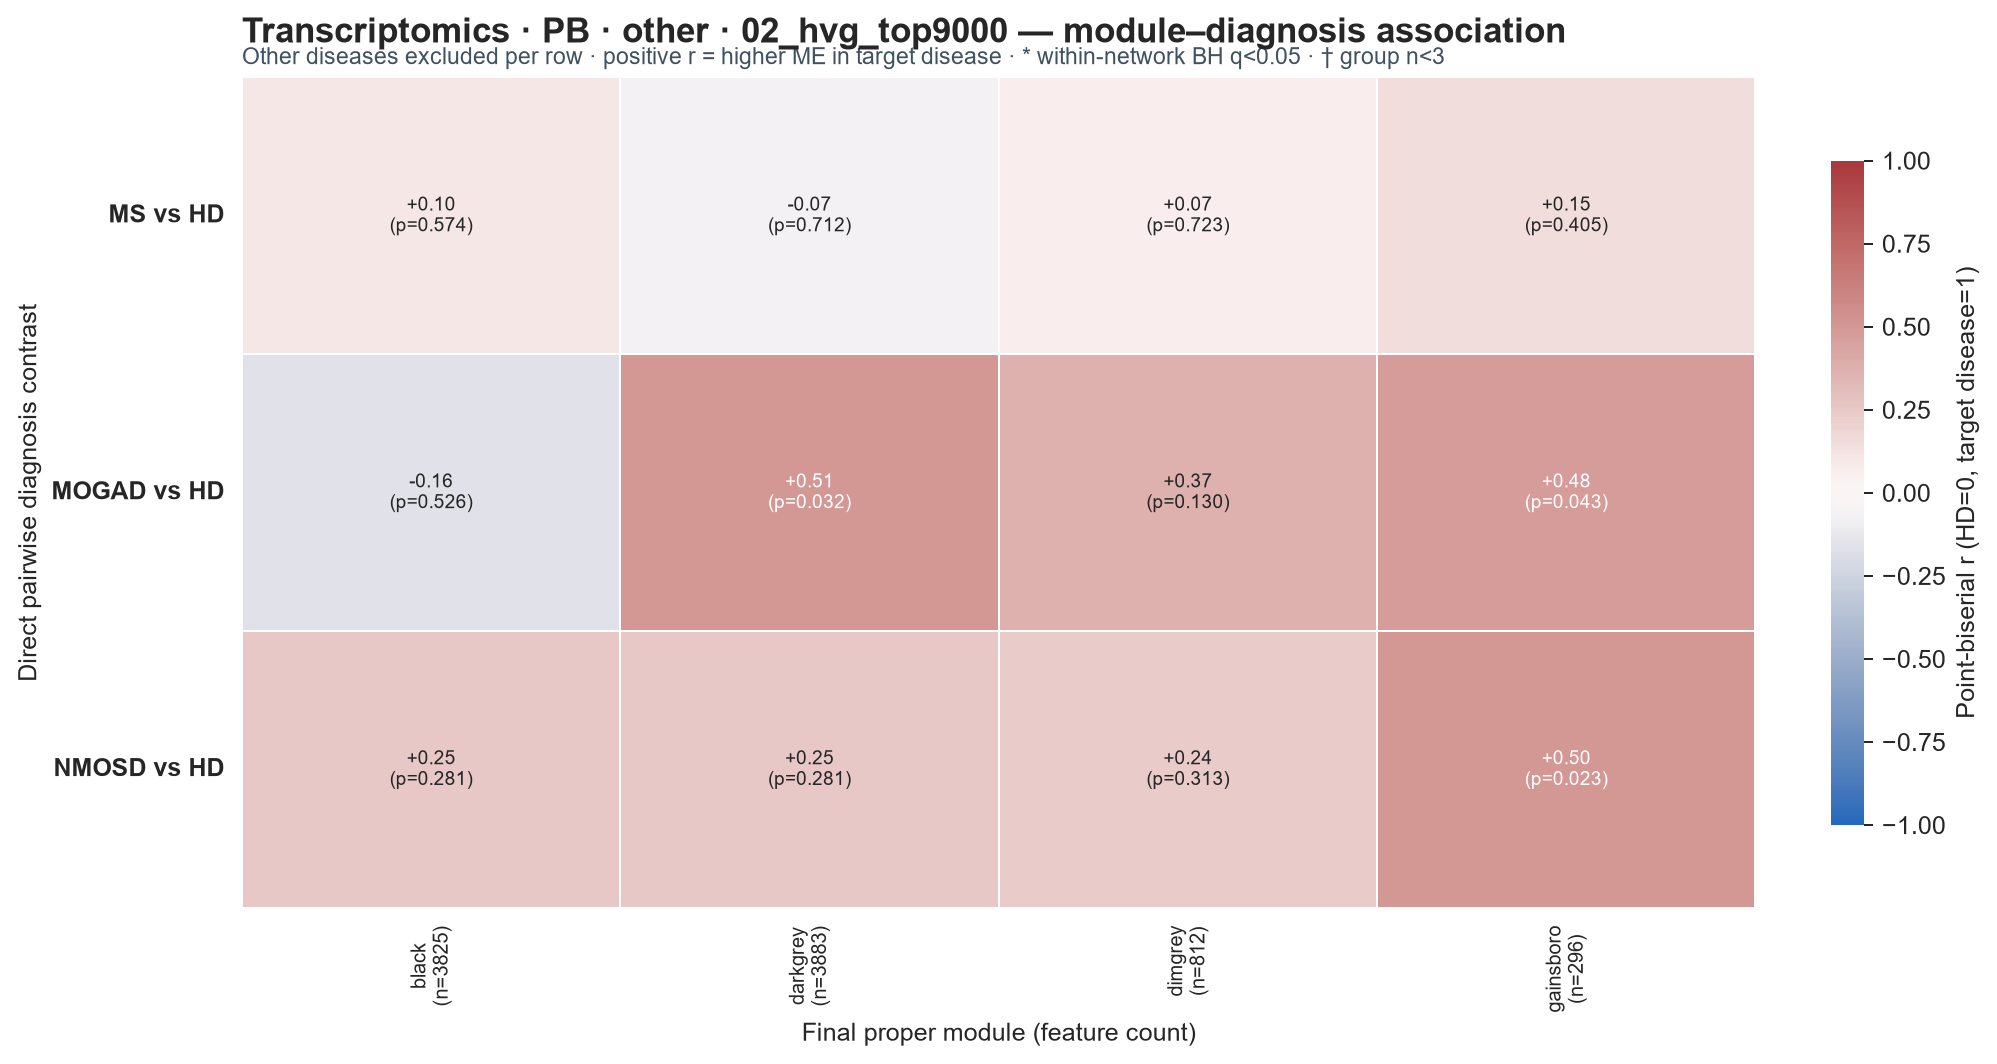 Transcriptomics · PB · other · 02_hvg_top9000 — module–diagnosis association
Other diseases excluded per row · positive r = higher ME in target disease · * within-network BH q<0.05 · † group n<3
Direct pairwise diagnosis contrast
MS vs HD
+0.10
(p=0.574)
-0.07
(p=0.712)
+0.07
(p=0.723)
+0.15
(p=0.405)
MOGAD vs HD
-0.16
(p=0.526)
+0.51
(p=0.032)
+0.37
(p=0.130)
+0.48
(p=0.043)
NMOSD vs HD
+0.25
(p=0.281)
+0.25
(p=0.281)
+0.24
(p=0.313)
+0.50
(p=0.023)
black
(n=3825)
darkgrey
(n=3883)
dimgrey
(n=812)
gainsboro
(n=296)
Final proper module (feature count)
1.00
0.75
0.50
0.25
0.00
−0.25
−0.50
−0.75
−1.00
Point-biserial r (HD=0, target disease=1)